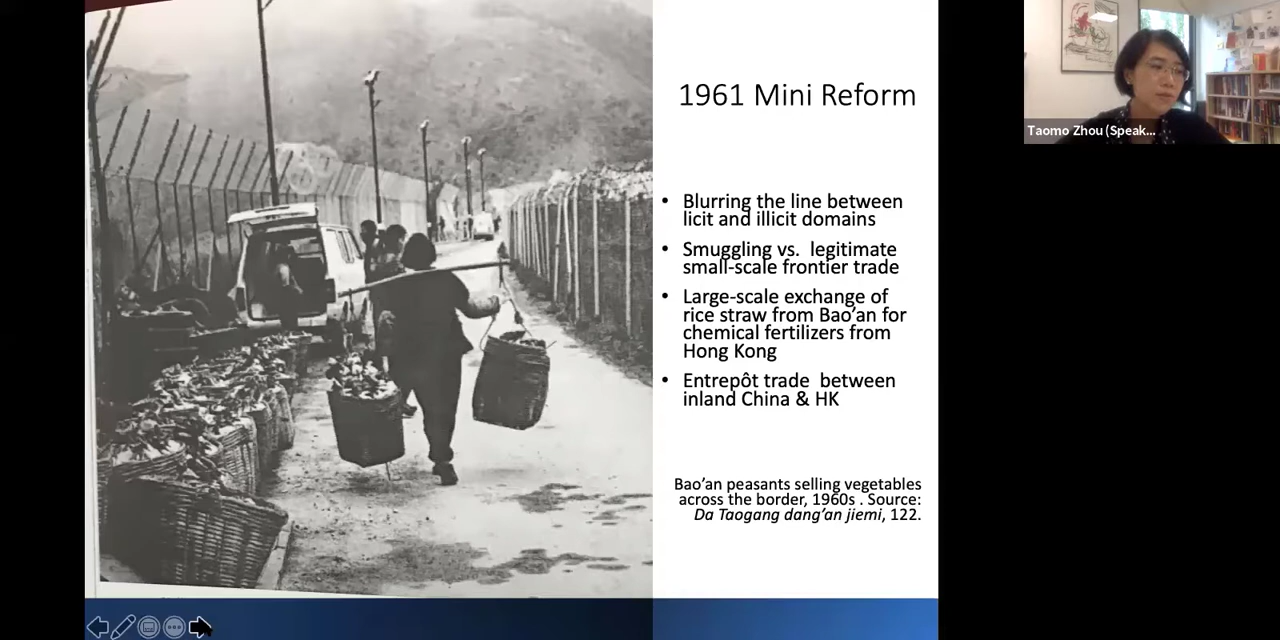 1961 Mini Reform
• Blurring the line between
licit and illicit domains
• Smuggling vs. legitimate
small-scale frontier trade
• Large-scale exchange of
rice straw from Bao’an for
chemical fertilizers from
Hong Kong
• Entrepôt trade between
inland China & HK
Bao’an peasants selling vegetables
across the border, 1960s . Source:
Da Taogang dang’an jiemi, 122.
Taomo Zhou (Speak...